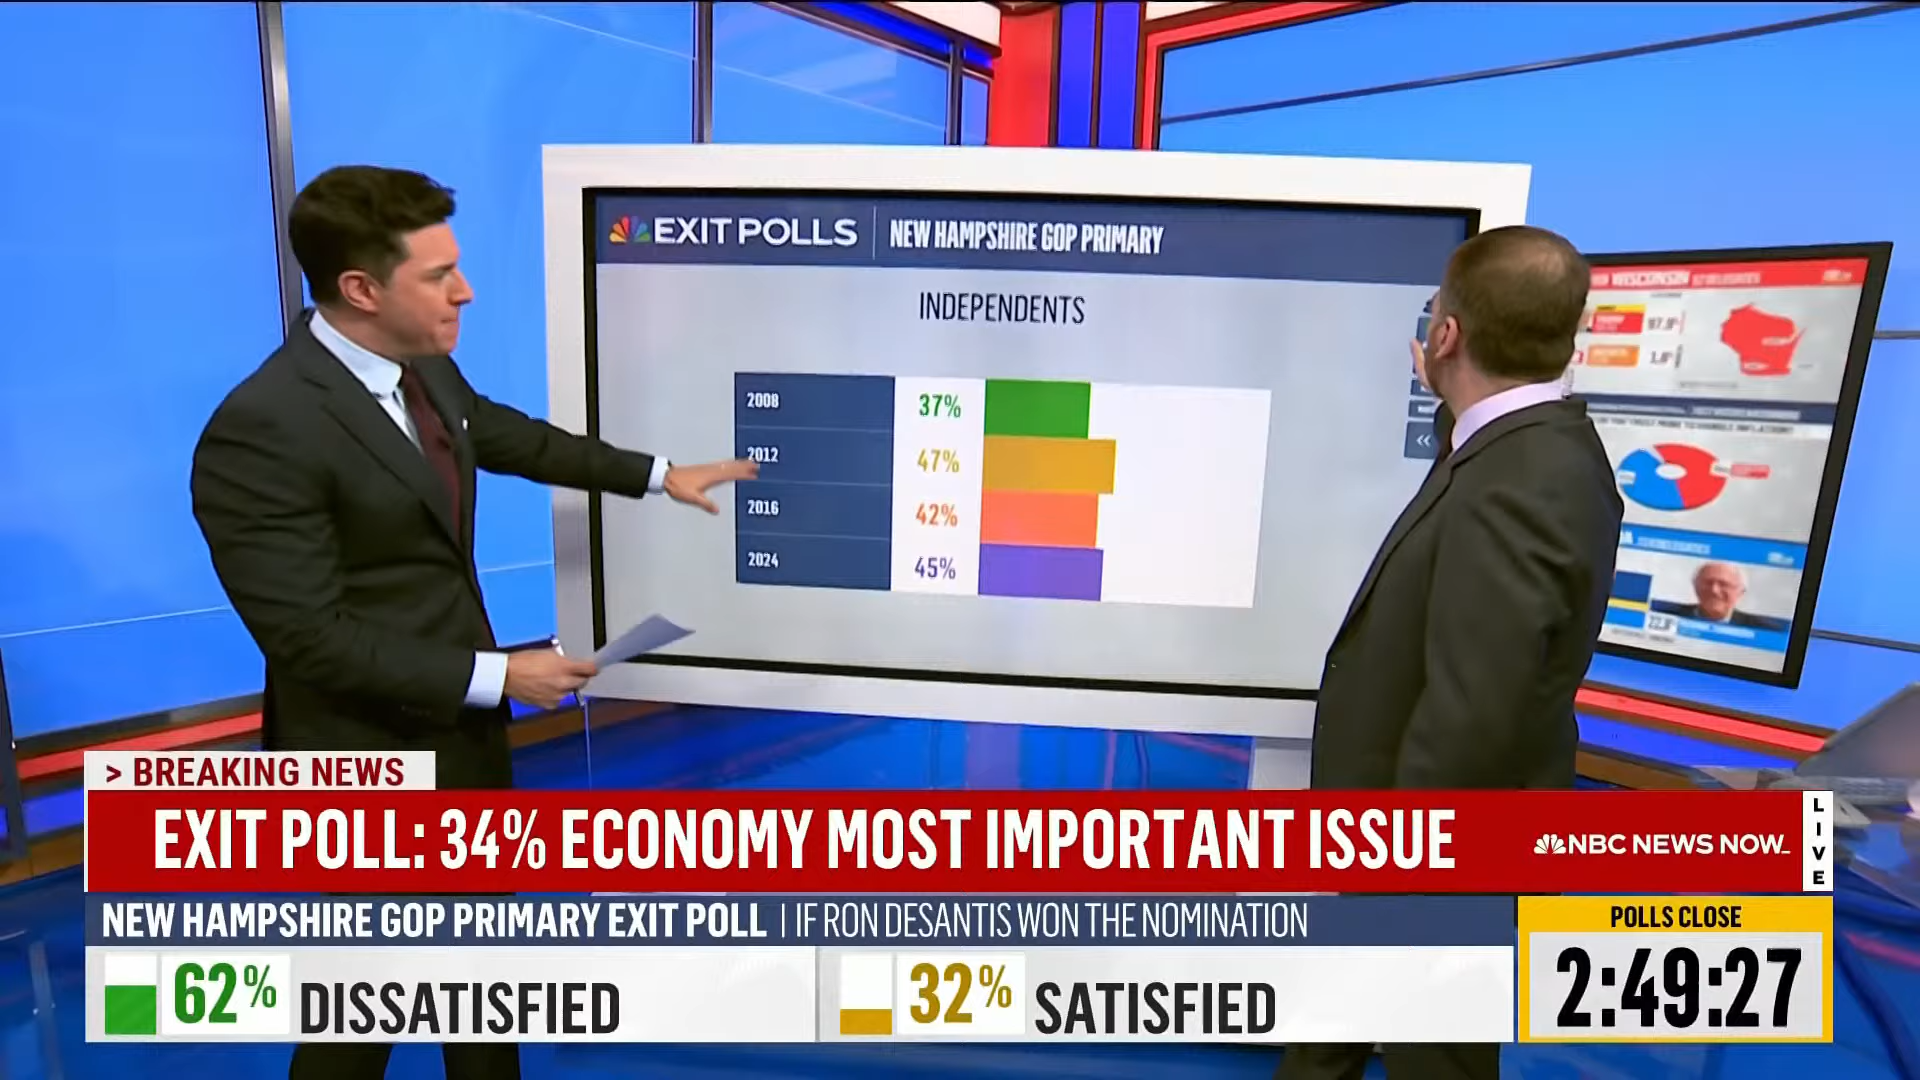 EXIT POLLS
NEW HAMPSHIRE GOP PRIMARY
INDEPENDENTS
2008 37%
2012 47%
2016 42%
2024 45%
WISCONSIN
> BREAKING NEWS
EXIT POLL: 34% ECONOMY MOST IMPORTANT ISSUE
NBC NEWS NOW
LIVE
NEW HAMPSHIRE GOP PRIMARY EXIT POLL | IF RON DESANTIS WON THE NOMINATION
62% DISSATISFIED
32% SATISFIED
POLLS CLOSE
2:49:27